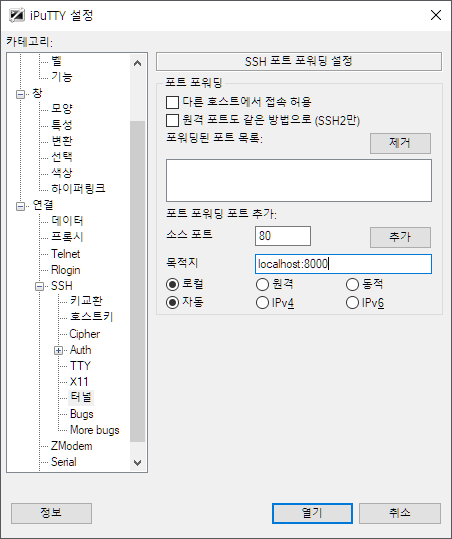 iPuTTY 설정
카테고리:
벨
기능
창
모양
특성
변환
선택
색상
하이퍼링크
연결
데이터
프록시
Telnet
Rlogin
SSH
키교환
호스트키
Cipher
Auth
TTY
X11
터널
Bugs
More bugs
ZModem
Serial
SSH 포트 포워딩 설정
포트 포워딩
다른 호스트에서 접속 허용
원격 포트도 같은 방법으로 (SSH2만)
포워딩된 포트 목록:
제거
포트 포워딩 포트 추가:
소스 포트
80
추가
목적지
localhost:8000
로컬
원격
동적
자동
IPv4
IPv6
정보
열기
취소